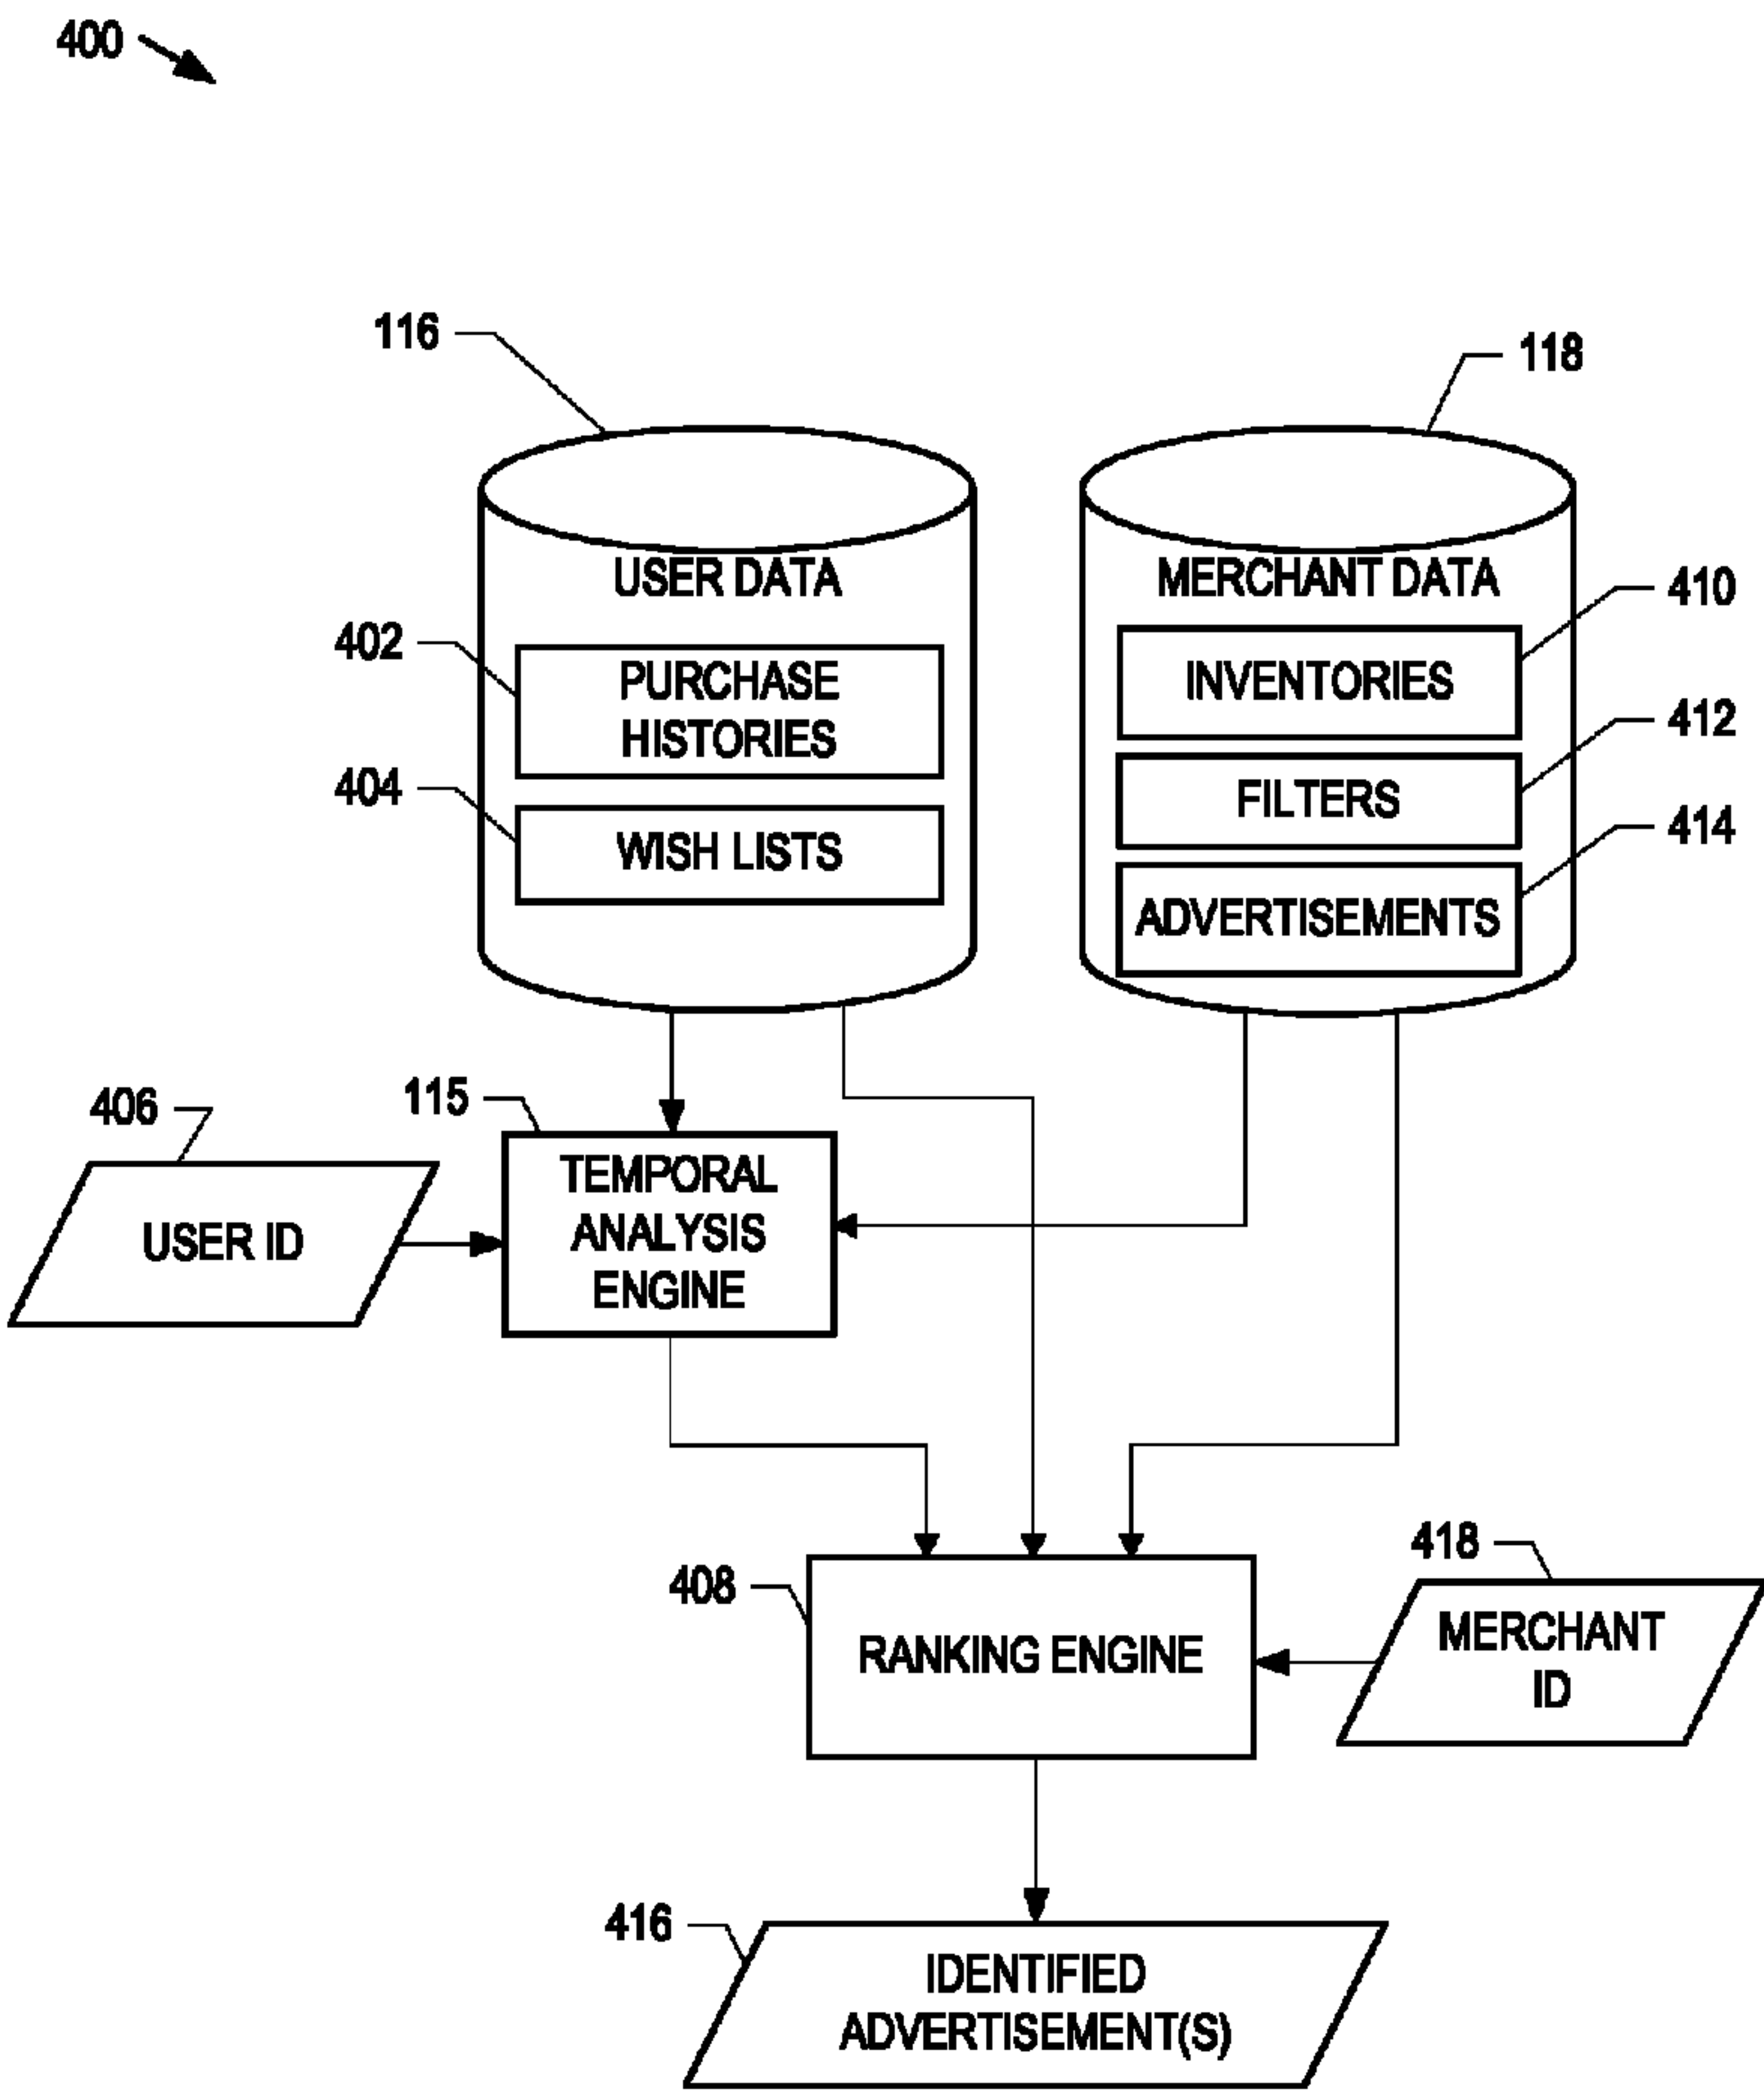 400
116
118
USER DATA
MERCHANT DATA
410
402
PURCHASE
HISTORIES
INVENTORIES
412
404
FILTERS
WISH LISTS
414
ADVERTISEMENTS
406
115
TEMPORAL
ANALYSIS
ENGINE
USER ID
418
408
RANKING ENGINE
MERCHANT
ID
416
IDENTIFIED
ADVERTISEMENT(S)